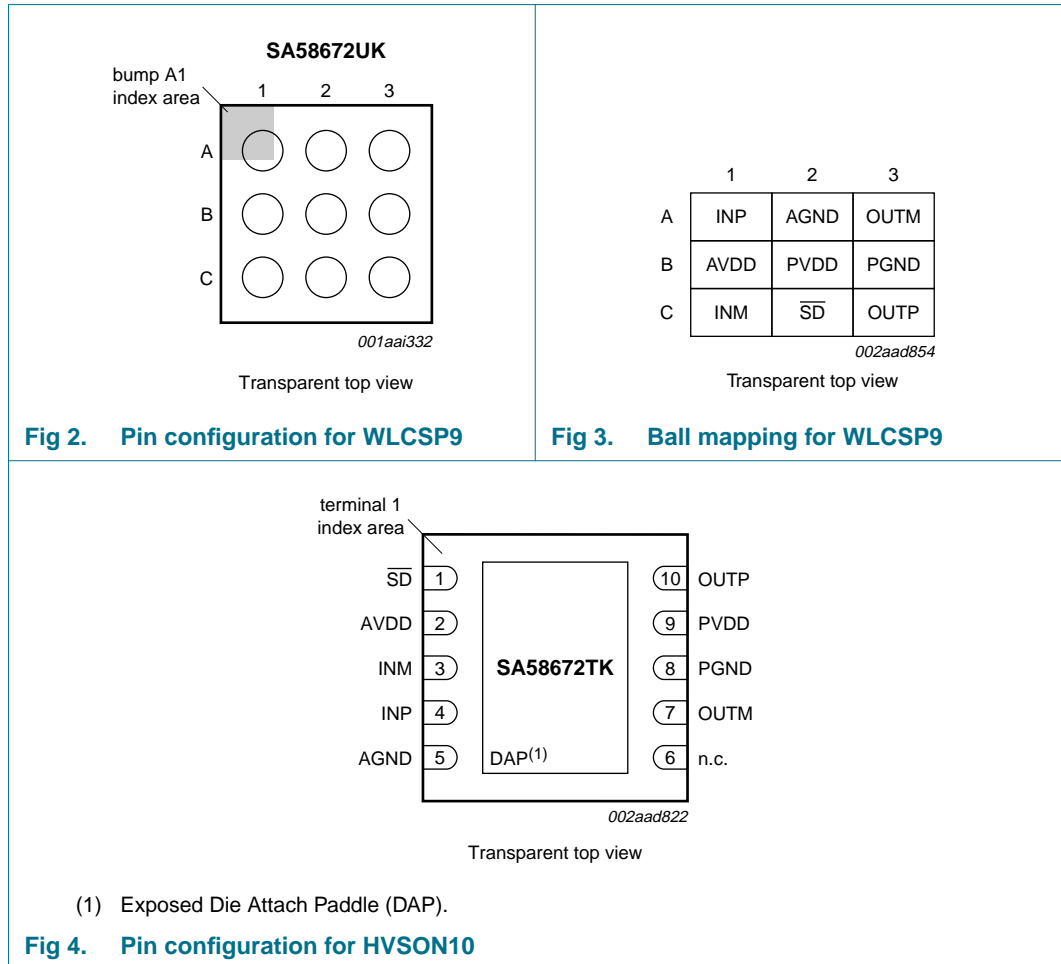 SA58672UK
bump A1
index area
1 2 3
A
B
C
001aai332
Transparent top view
Fig 2. Pin configuration for WLCSP9
1 2 3
A INP AGND OUTM
B AVDD PVDD PGND
C INM S̅D̅ OUTP
002aad854
Transparent top view
Fig 3. Ball mapping for WLCSP9
terminal 1
index area
S̅D̅ 1 10 OUTP
AVDD 2 9 PVDD
INM 3 SA58672TK 8 PGND
INP 4 7 OUTM
AGND 5 DAP(1) 6 n.c.
002aad822
Transparent top view
(1) Exposed Die Attach Paddle (DAP).
Fig 4. Pin configuration for HVSON10